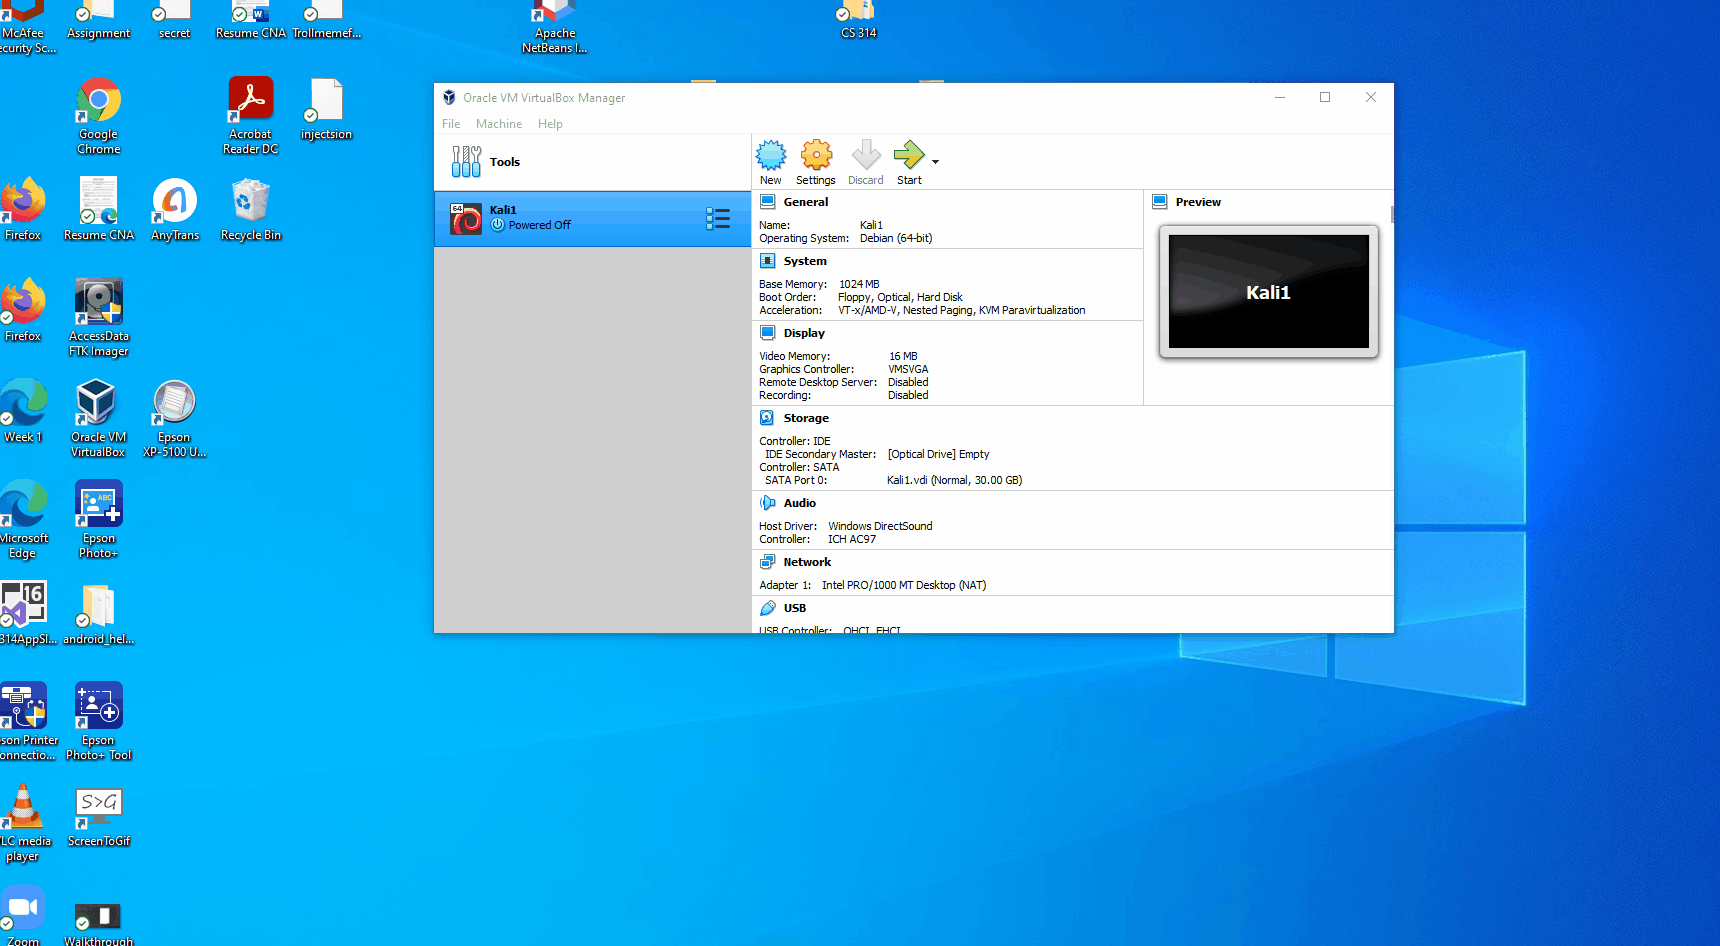 McAfee
ecurity Sc...
Assignment
secret
Resume CNA
Trollmemef...
Apache
NetBeans I...
CS 314
Google
Chrome
Acrobat
Reader DC
injectsion
Firefox
Resume CNA
AnyTrans
Recycle Bin
Firefox
AccessData
FTK Imager
Week 1
Oracle VM
VirtualBox
Epson
XP-5100 U...
Microsoft
Edge
ABC
Epson
Photo+
16
314AppSl...
android_hel...
son Printer
onnectio...
Epson
Photo+ Tool
LC media
player
S>G
ScreenToGif
Zoom
Walkthrough
Oracle VM VirtualBox Manager
File Machine Help
Tools
New Settings Discard Start
64
Kali1
Powered Off
General
Name: Kali1
Operating System: Debian (64-bit)
System
Base Memory: 1024 MB
Boot Order: Floppy, Optical, Hard Disk
Acceleration: VT-x/AMD-V, Nested Paging, KVM Paravirtualization
Display
Video Memory: 16 MB
Graphics Controller: VMSVGA
Remote Desktop Server: Disabled
Recording: Disabled
Storage
Controller: IDE
IDE Secondary Master: [Optical Drive] Empty
Controller: SATA
SATA Port 0: Kali1.vdi (Normal, 30.00 GB)
Audio
Host Driver: Windows DirectSound
Controller: ICH AC97
Network
Adapter 1: Intel PRO/1000 MT Desktop (NAT)
USB
USB Controller: OHCI, EHCI
Preview
Kali1